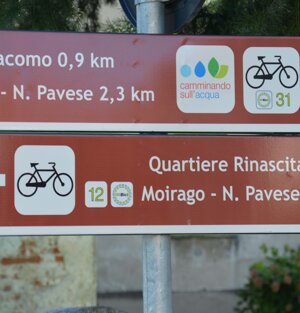 acomo 0,9 km
- N. Pavese 2,3 km
camminando
sull'acqua
31
12
Quartiere Rinascita
Moirago - N. Pavese